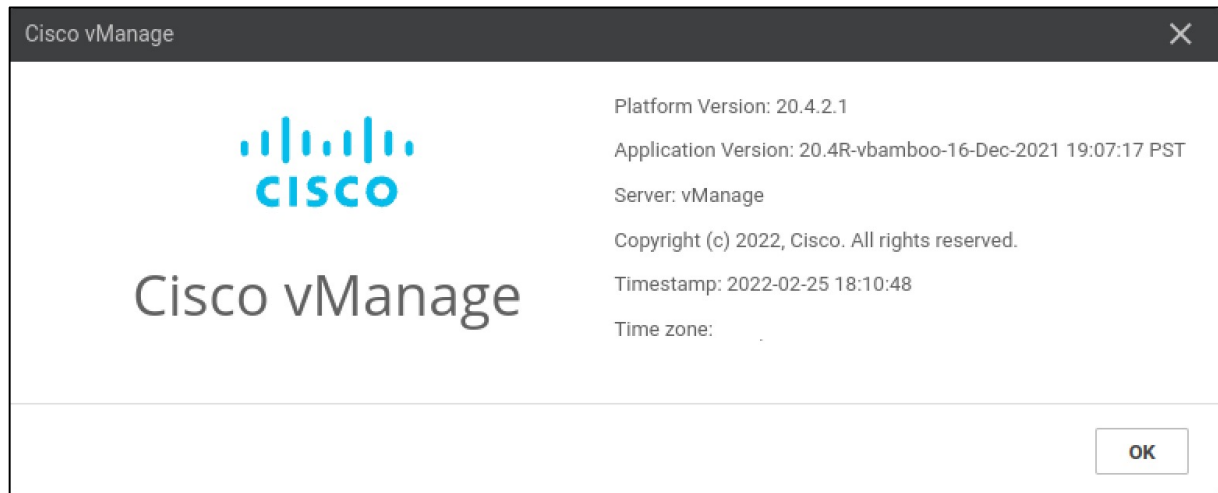 Cisco vManage
CISCO
Cisco vManage
Platform Version: 20.4.2.1
Application Version: 20.4R-vbamboo-16-Dec-2021 19:07:17 PST
Server: vManage
Copyright (c) 2022, Cisco. All rights reserved.
Timestamp: 2022-02-25 18:10:48
Time zone:
OK